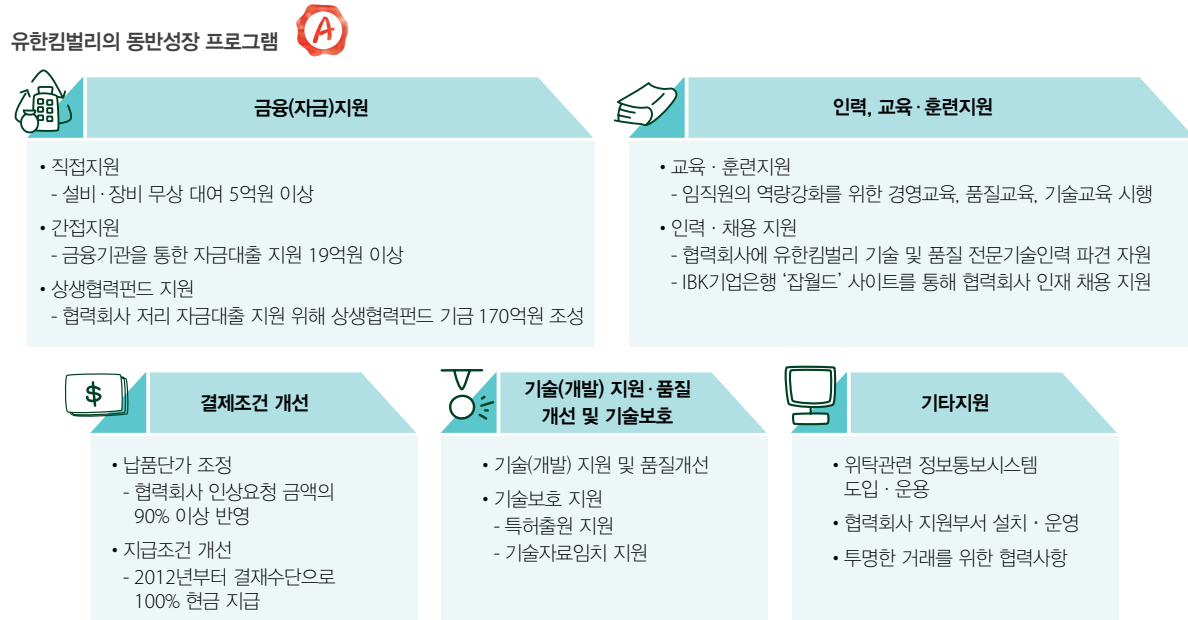 유한킴벌리의 동반성장 프로그램
A
금융(자금)지원
• 직접지원
- 설비·장비 무상 대여 5억원 이상
• 간접지원
- 금융기관을 통한 자금대출 지원 19억원 이상
• 상생협력펀드 지원
- 협력회사 저리 자금대출 지원 위해 상생협력펀드 기금 170억원 조성
인력, 교육·훈련지원
• 교육·훈련지원
- 임직원의 역량강화를 위한 경영교육, 품질교육, 기술교육 시행
• 인력·채용 지원
- 협력회사에 유한킴벌리 기술 및 품질 전문기술인력 파견 자원
- IBK기업은행 ‘잡월드’ 사이트를 통해 협력회사 인재 채용 지원
$
결제조건 개선
• 납품단가 조정
- 협력회사 인상요청 금액의
90% 이상 반영
• 지급조건 개선
- 2012년부터 결재수단으로
100% 현금 지급
기술(개발) 지원·품질
개선 및 기술보호
• 기술(개발) 지원 및 품질개선
• 기술보호 지원
- 특허출원 지원
- 기술자료임치 지원
기타지원
• 위탁관련 정보통보시스템
도입·운용
• 협력회사 지원부서 설치·운영
• 투명한 거래를 위한 협력사항